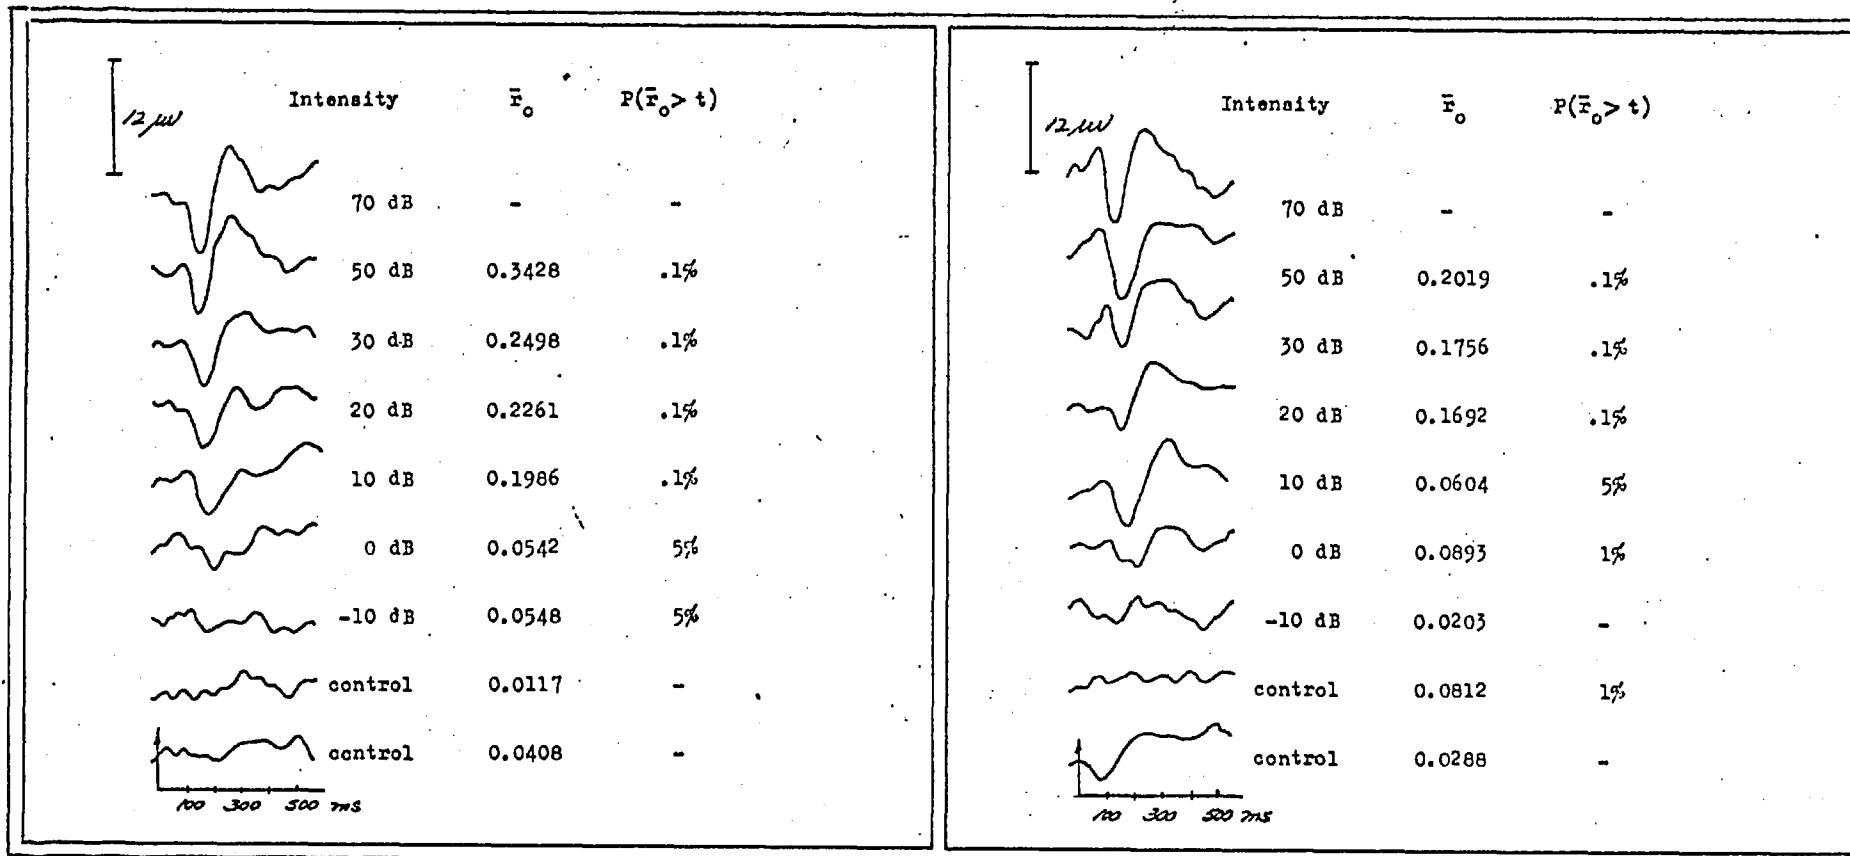 Intensity r̄o P(r̄o> t)
12 μV
70 dB - -
50 dB 0.3428 .1%
30 dB 0.2498 .1%
20 dB 0.2261 .1%
10 dB 0.1986 .1%
0 dB 0.0542 5%
-10 dB 0.0548 5%
control 0.0117 -
control 0.0408 -
100 300 500 ms
Intensity r̄o P(r̄o> t)
12 μV
70 dB - -
50 dB 0.2019 .1%
30 dB 0.1756 .1%
20 dB 0.1692 .1%
10 dB 0.0604 5%
0 dB 0.0893 1%
-10 dB 0.0203 -
control 0.0812 1%
control 0.0288 -
100 300 500 ms